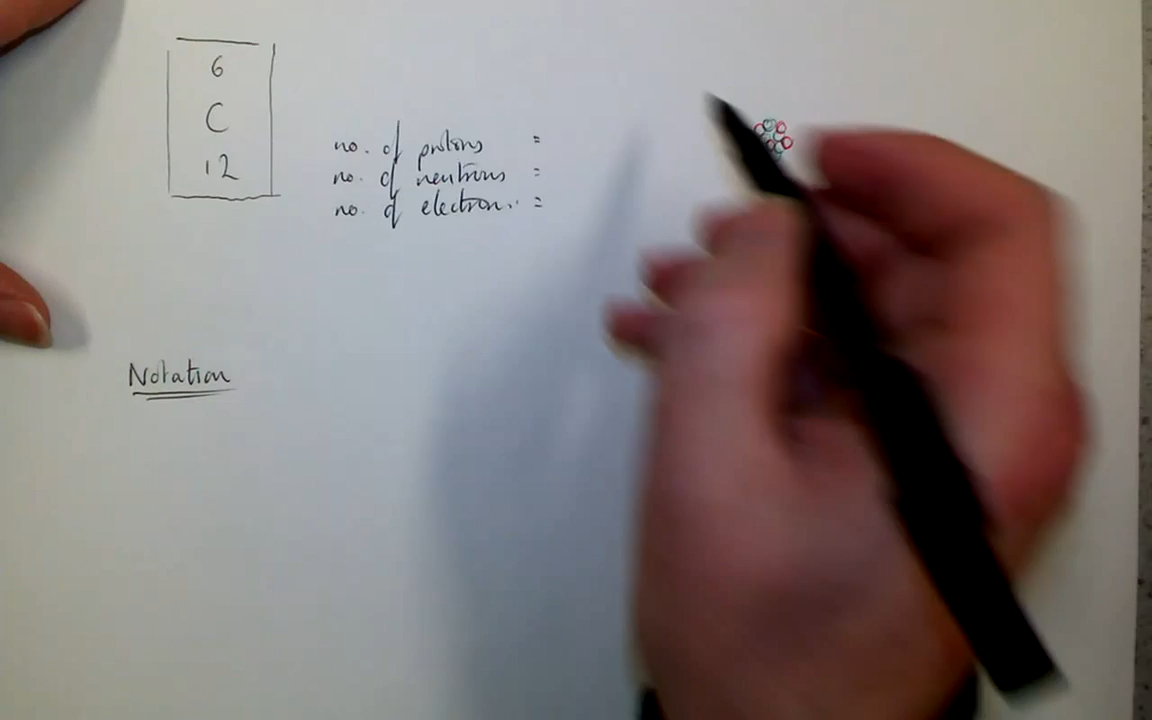 6
C
12
no. of protons =
no. of neutrons =
no. of electrons =
Notation